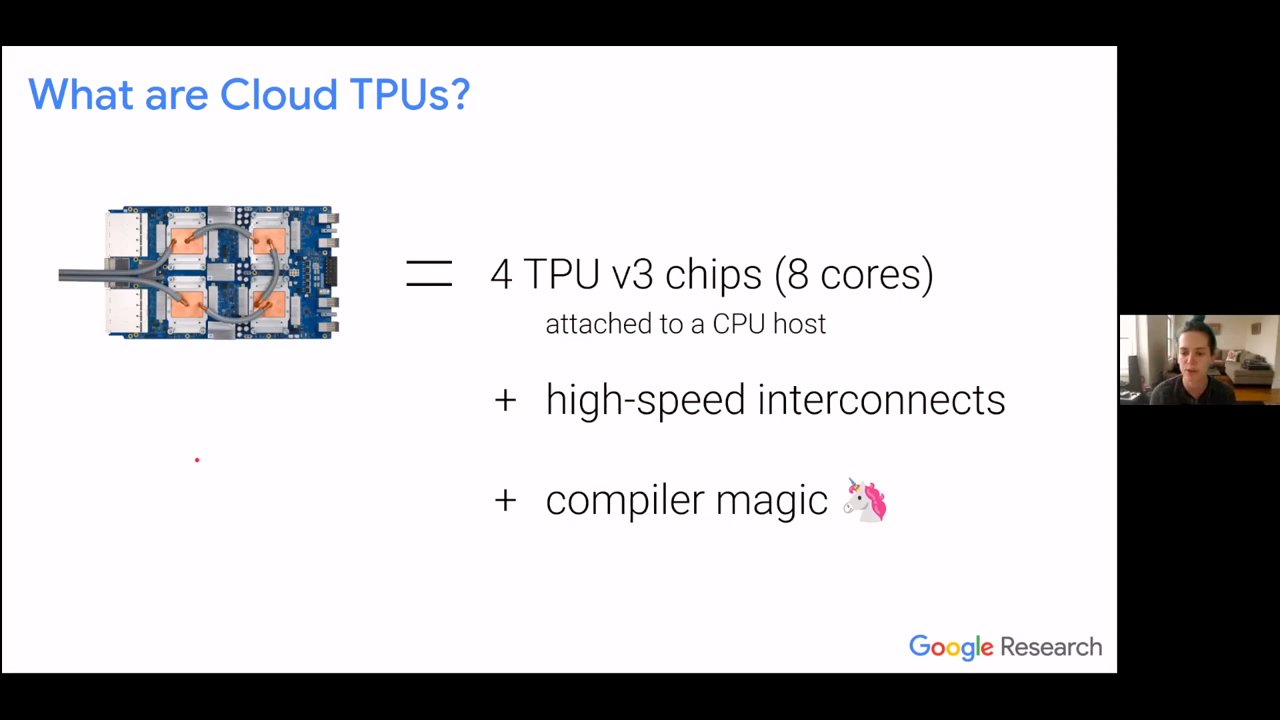 What are Cloud TPUs?
= 4 TPU v3 chips (8 cores)
attached to a CPU host
+ high-speed interconnects
+ compiler magic 🦄
Google Research